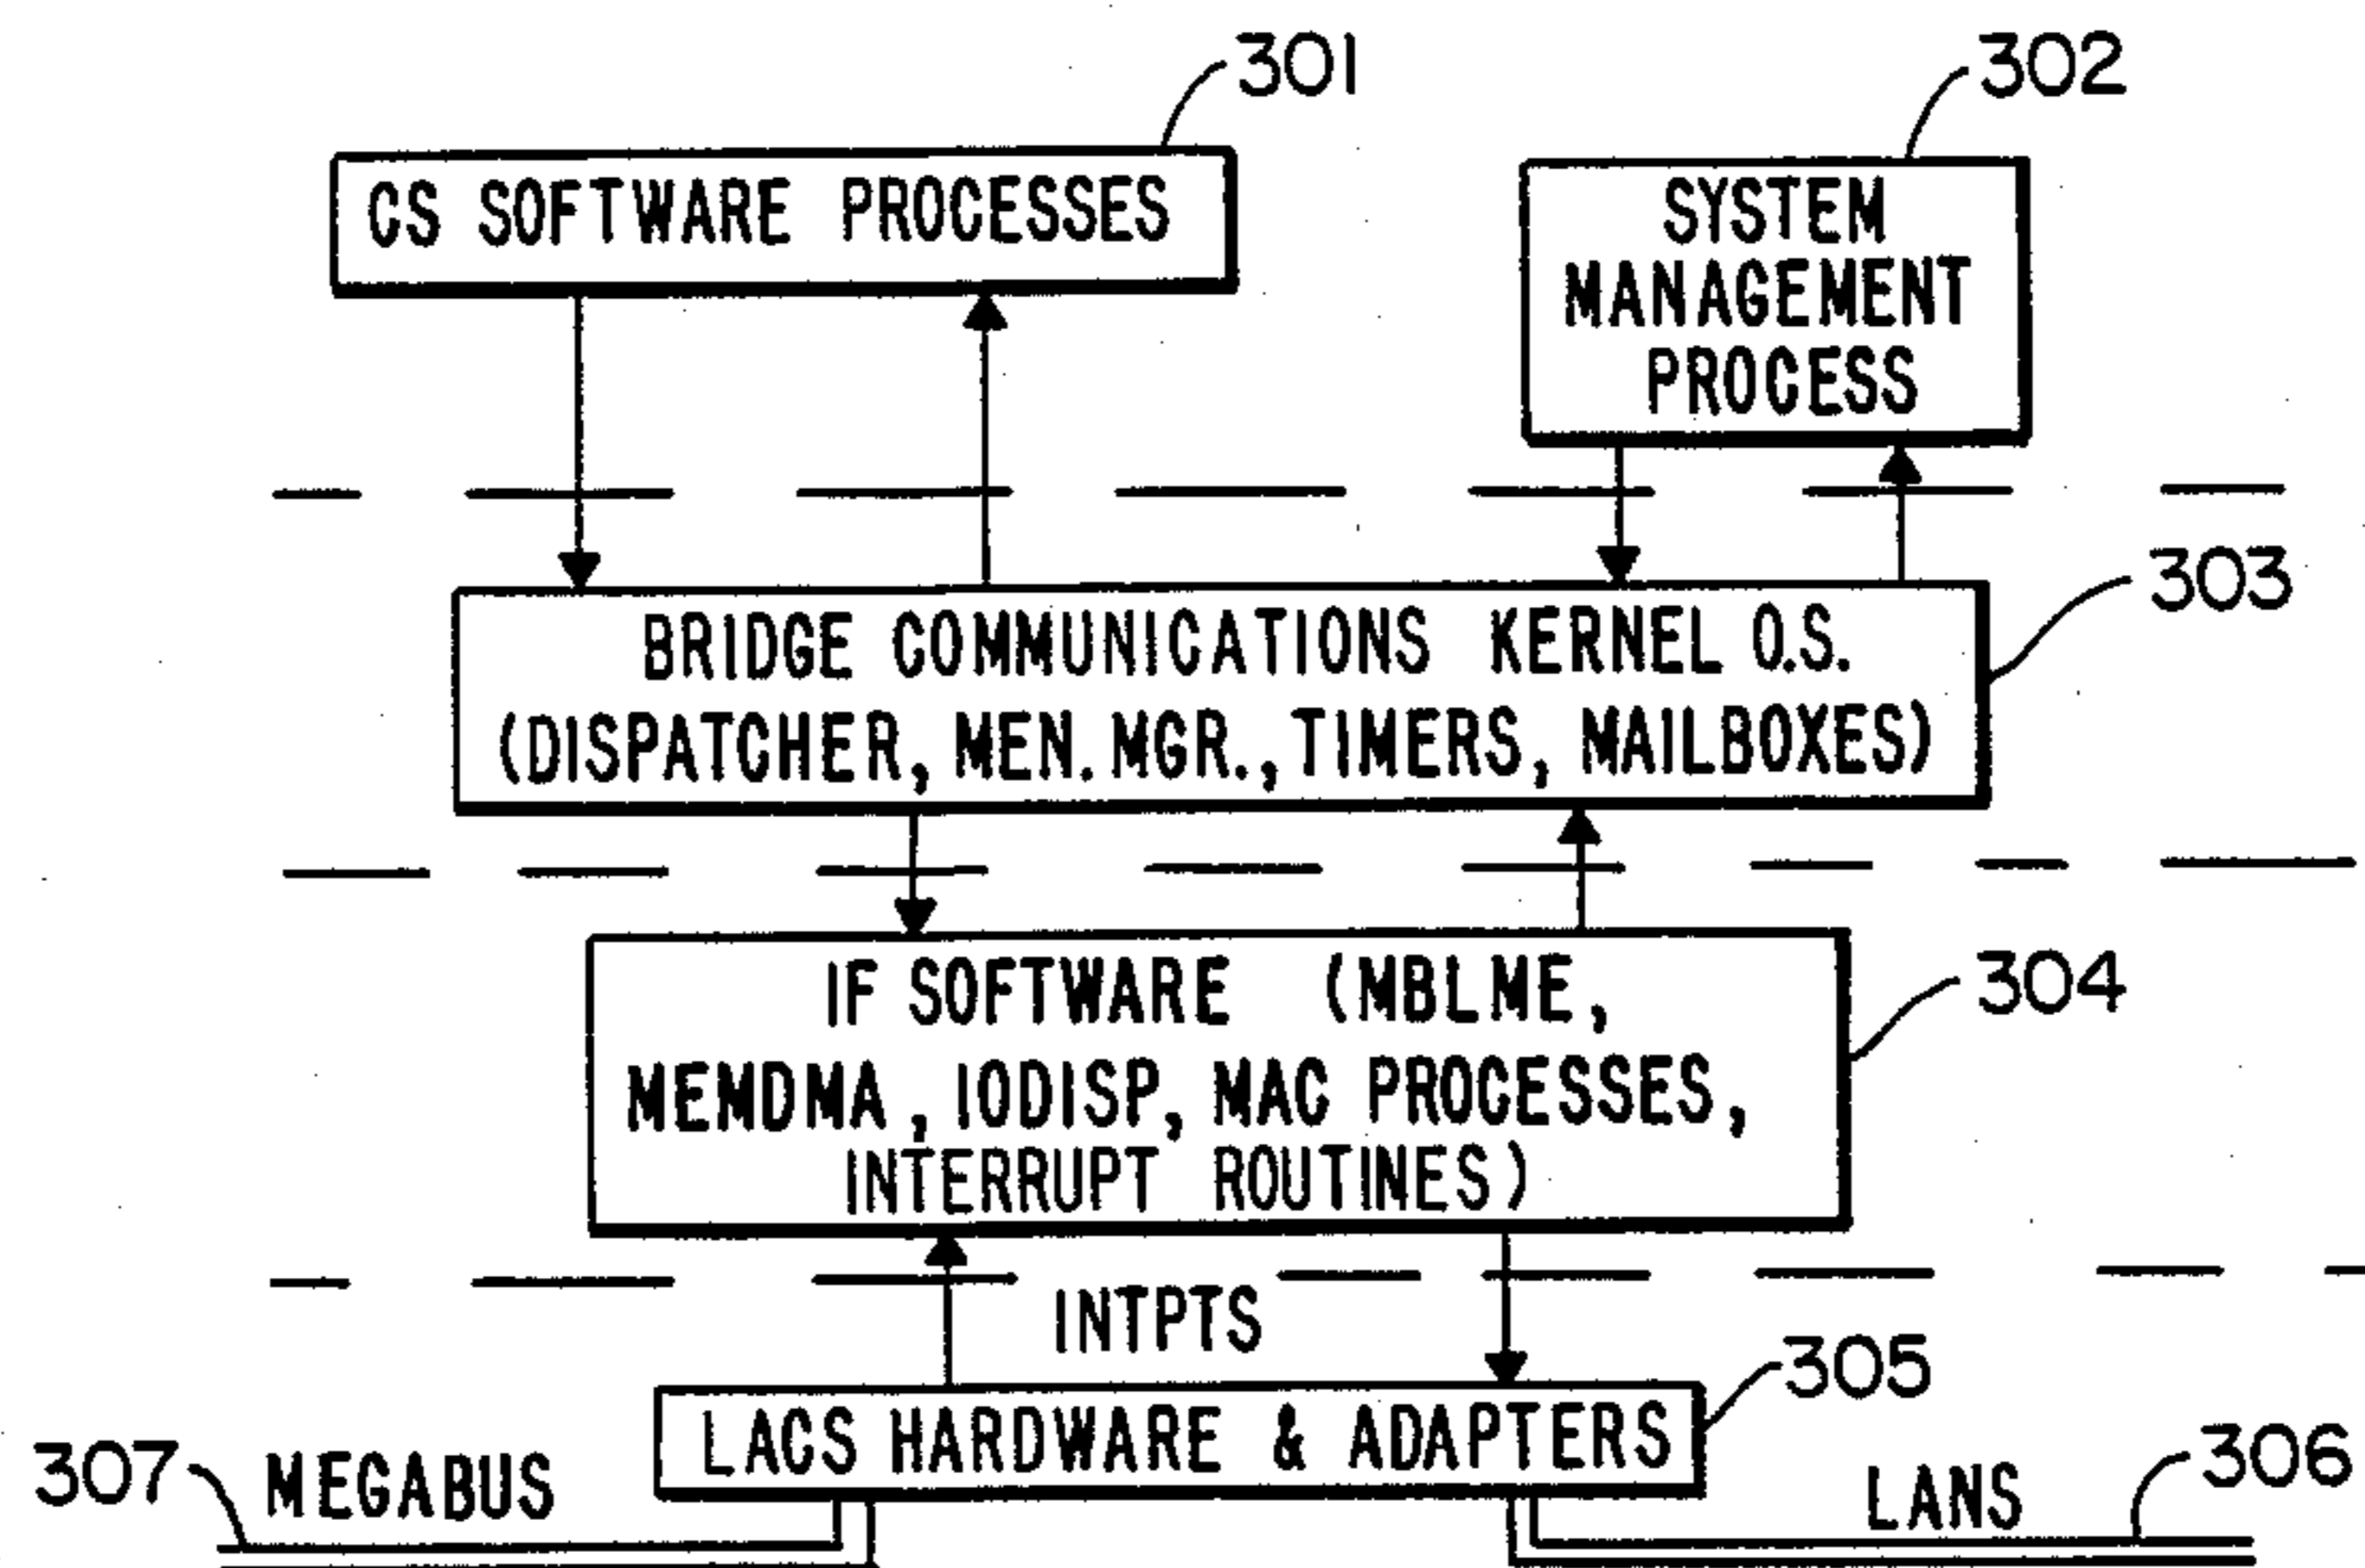 301
302
CS SOFTWARE PROCESSES
SYSTEM
MANAGEMENT
PROCESS
303
BRIDGE COMMUNICATIONS KERNEL O.S.
(DISPATCHER, MEN. MGR., TIMERS, MAILBOXES)
304
IF SOFTWARE (MBLME,
MEMDMA, IODISP, MAC PROCESSES,
INTERRUPT ROUTINES)
INTPTS
305
LACS HARDWARE & ADAPTERS
307
MEGABUS
LANS
306